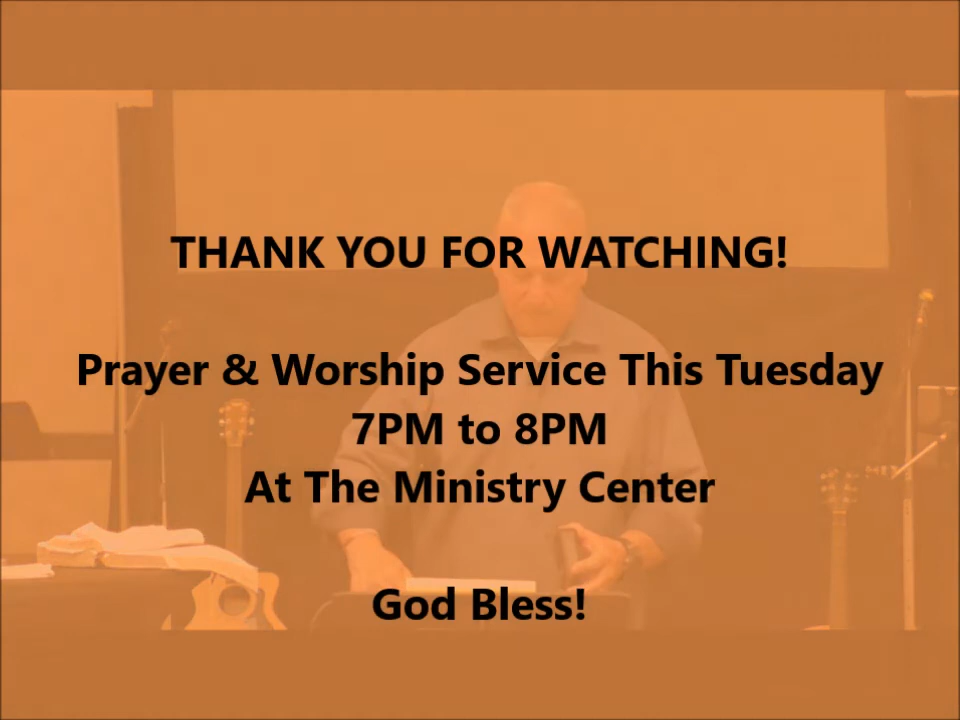 THANK YOU FOR WATCHING!
Prayer & Worship Service This Tuesday
7PM to 8PM
At The Ministry Center
God Bless!